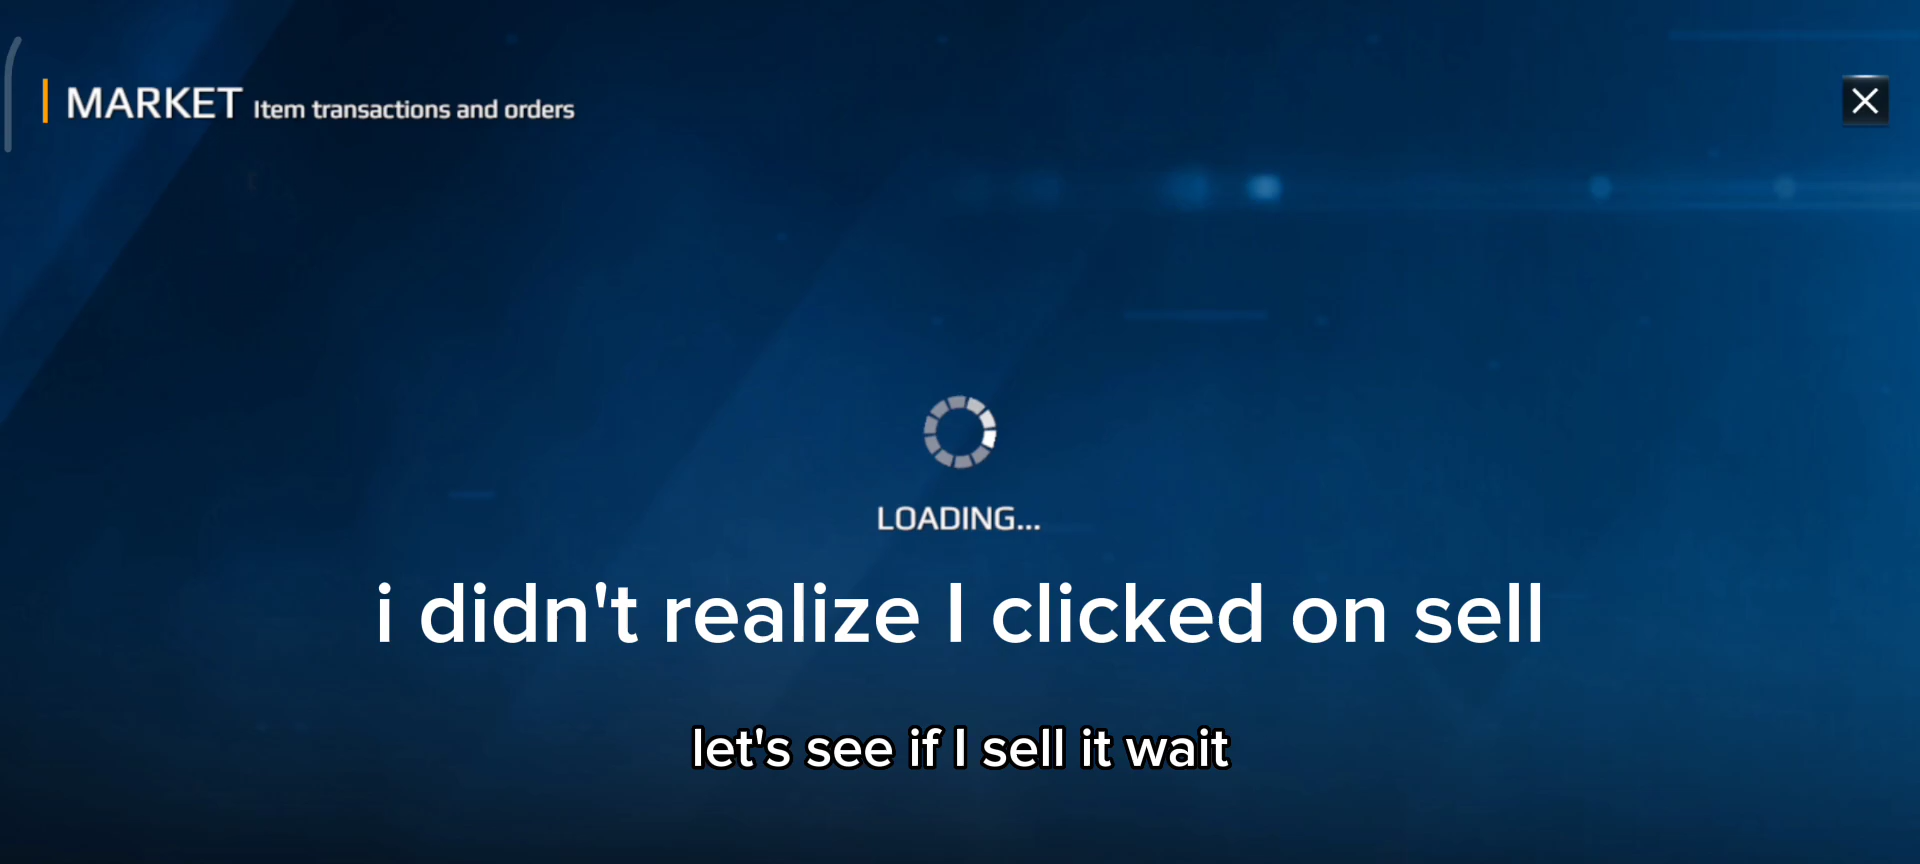 MARKET Item transactions and orders
LOADING...
i didn't realize I clicked on sell
let's see if I sell it wait